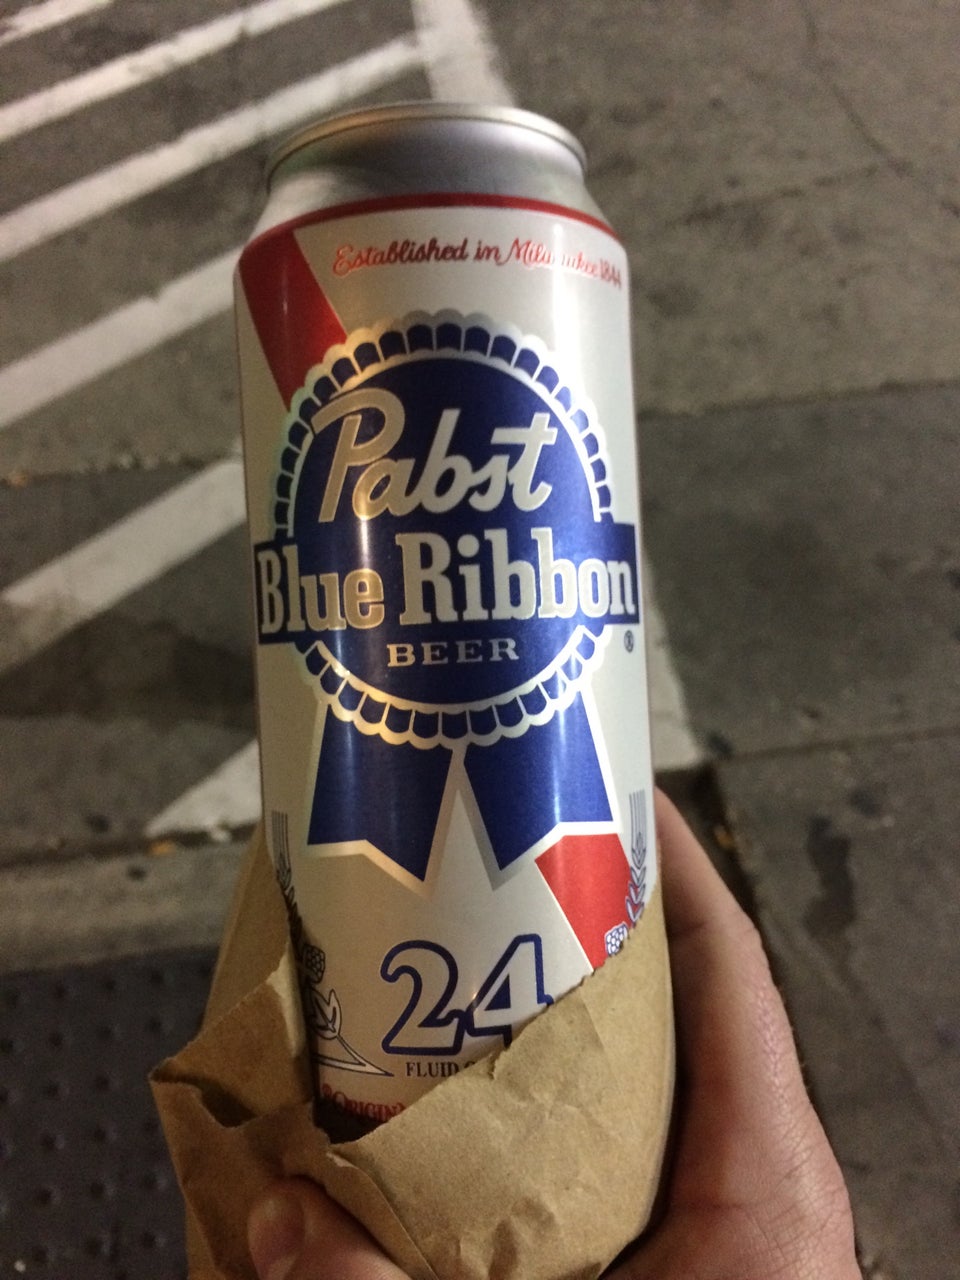 Established in Milwaukee 1844
Pabst
Blue Ribbon
®
BEER
24
FLUID